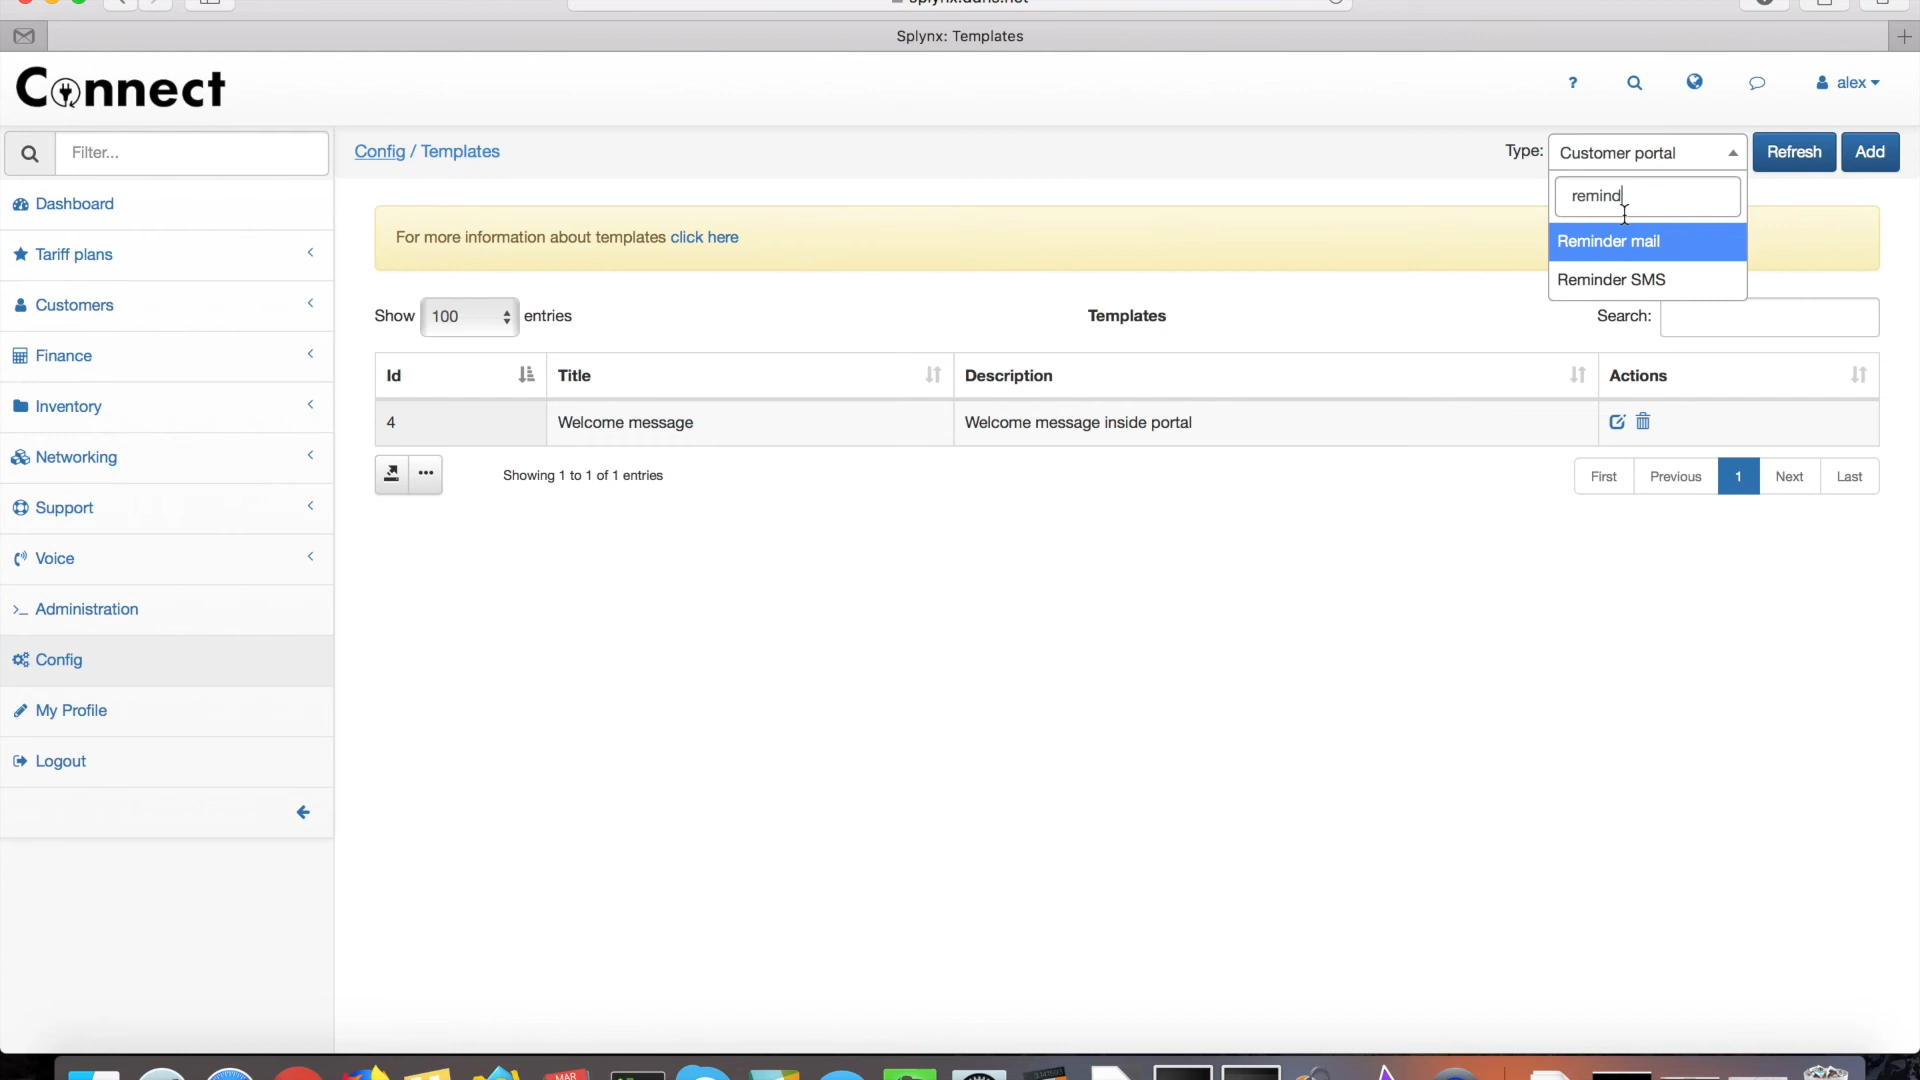 Splynx: Templates
Connect
? alex
Filter...
Config / Templates
Type: Customer portal Refresh Add
remind
Reminder mail
Reminder SMS
Dashboard
Tariff plans
Customers
Finance
Inventory
Networking
Support
Voice
Administration
Config
My Profile
Logout
For more information about templates click here
Show 100 entries
Templates
Search:
Id Title Description Actions
4 Welcome message Welcome message inside portal
Showing 1 to 1 of 1 entries
First Previous 1 Next Last
MAR